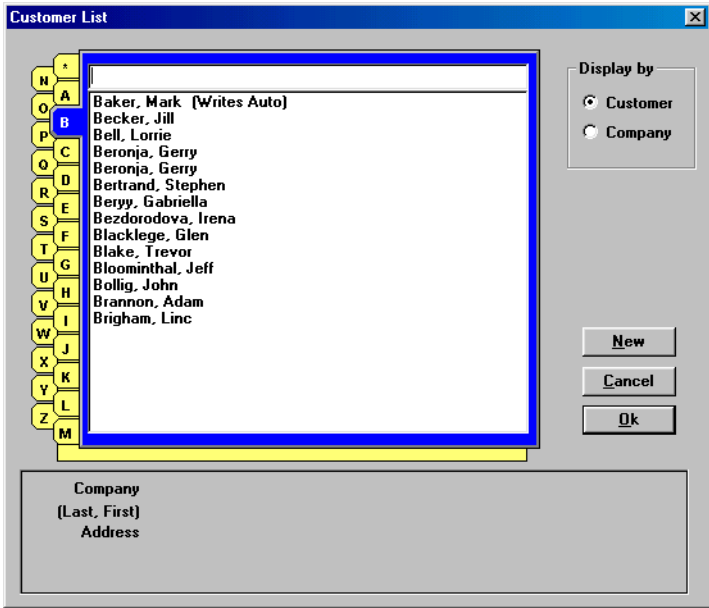 Customer List
*
A
B
C
D
E
F
G
H
I
J
K
L
M
N
O
P
Q
R
S
T
U
V
W
X
Y
Z
Baker, Mark (Writes Auto)
Becker, Jill
Bell, Lorrie
Beronja, Gerry
Beronja, Gerry
Bertrand, Stephen
Beryy, Gabriella
Bezdorodova, Irena
Blacklege, Glen
Blake, Trevor
Bloominthal, Jeff
Bollig, John
Brannon, Adam
Brigham, Linc
Display by
Customer
Company
New
Cancel
Ok
Company
(Last, First)
Address